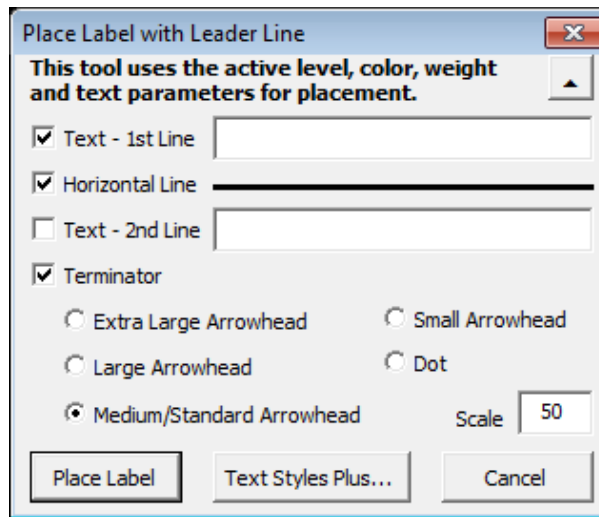 Place Label with Leader Line
This tool uses the active level, color, weight
and text parameters for placement.
Text - 1st Line
Horizontal Line
Text - 2nd Line
Terminator
Extra Large Arrowhead
Small Arrowhead
Large Arrowhead
Dot
Medium/Standard Arrowhead
Scale
50
Place Label
Text Styles Plus...
Cancel